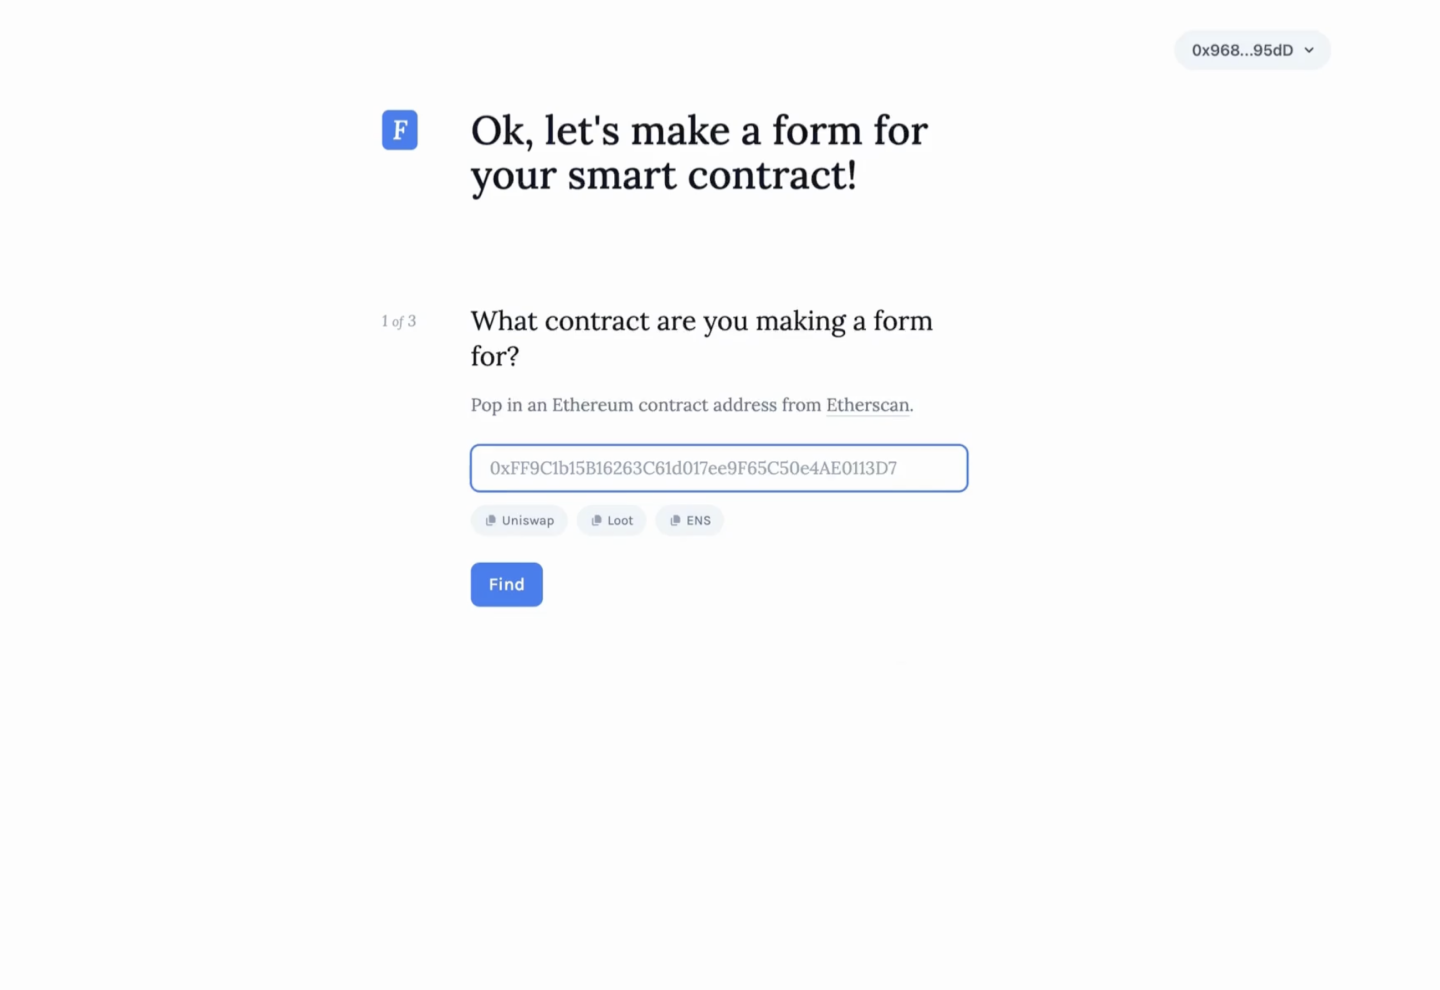 0x968...95dD
F
Ok, let's make a form for
your smart contract!
1 of 3
What contract are you making a form
for?
Pop in an Ethereum contract address from Etherscan.
0xFF9C1b15B16263C61d017ee9F65C50e4AE0113D7
Uniswap Loot ENS
Find